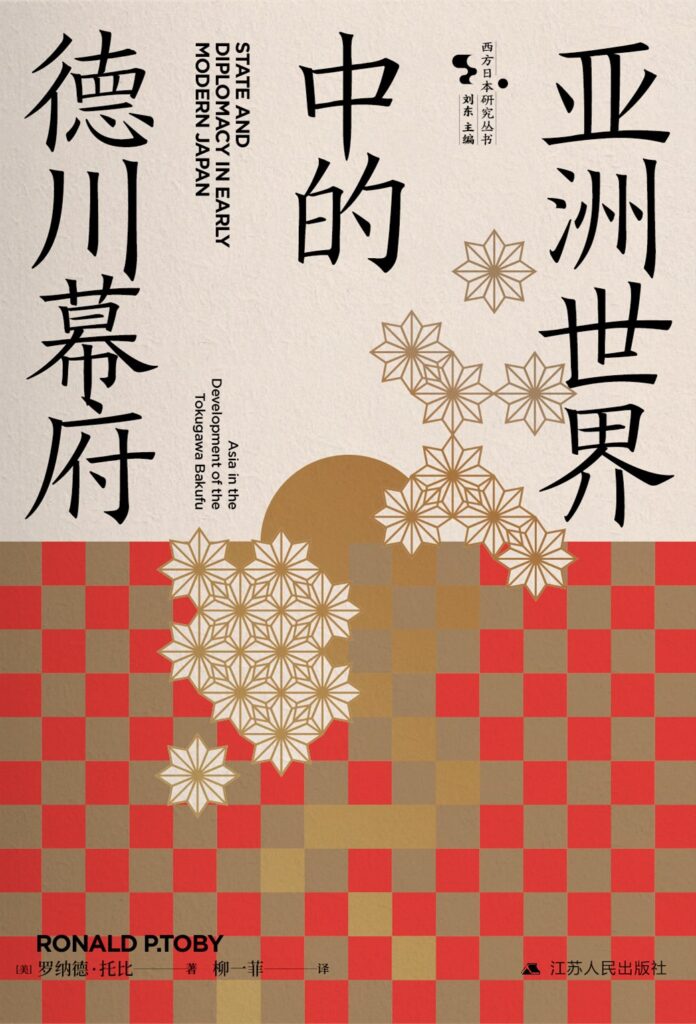 亚洲世界
中的
德川幕府
西方日本研究丛书
刘东 主编
STATE AND
DIPLOMACY IN EARLY
MODERN JAPAN
Asia in the
Development of the
Tokugawa Bakufu
RONALD P.TOBY
[美] 罗纳德·托比 著 柳一菲 译
江苏人民出版社